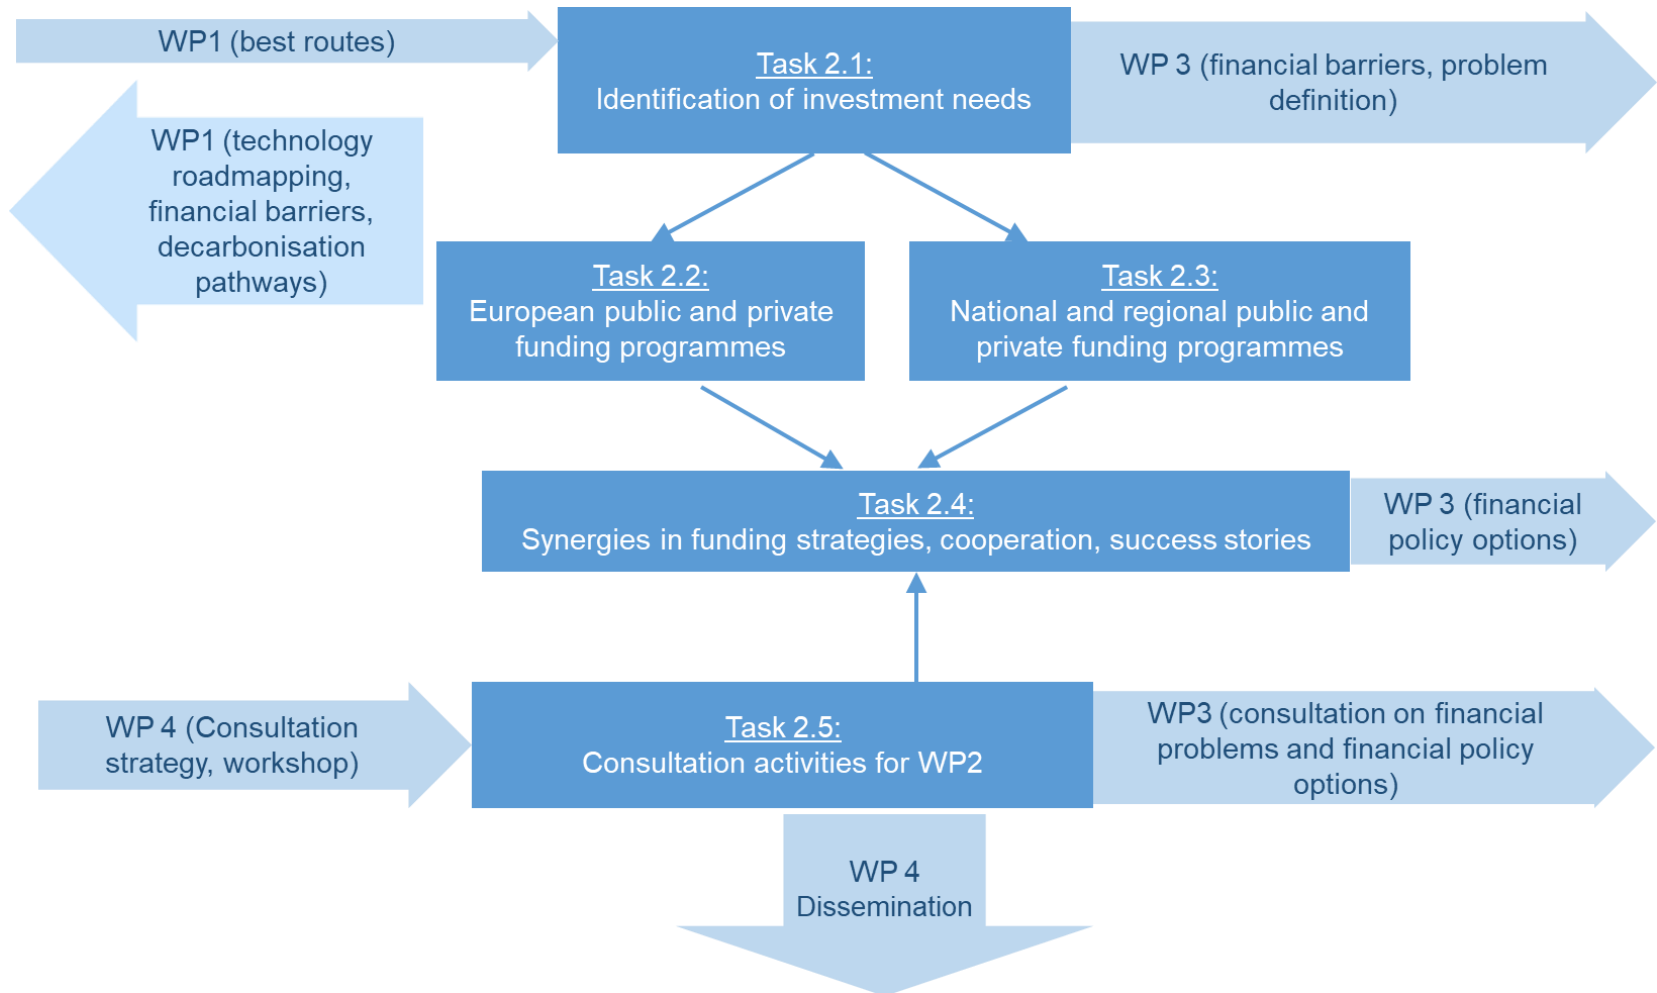 WP1 (best routes)
Task 2.1:
Identification of investment needs
WP 3 (financial barriers, problem
definition)
WP1 (technology
roadmapping,
financial barriers,
decarbonisation
pathways)
Task 2.2:
European public and private
funding programmes
Task 2.3:
National and regional public and
private funding programmes
Task 2.4:
Synergies in funding strategies, cooperation, success stories
WP 3 (financial
policy options)
WP 4 (Consultation
strategy, workshop)
Task 2.5:
Consultation activities for WP2
WP3 (consultation on financial
problems and financial policy
options)
WP 4
Dissemination